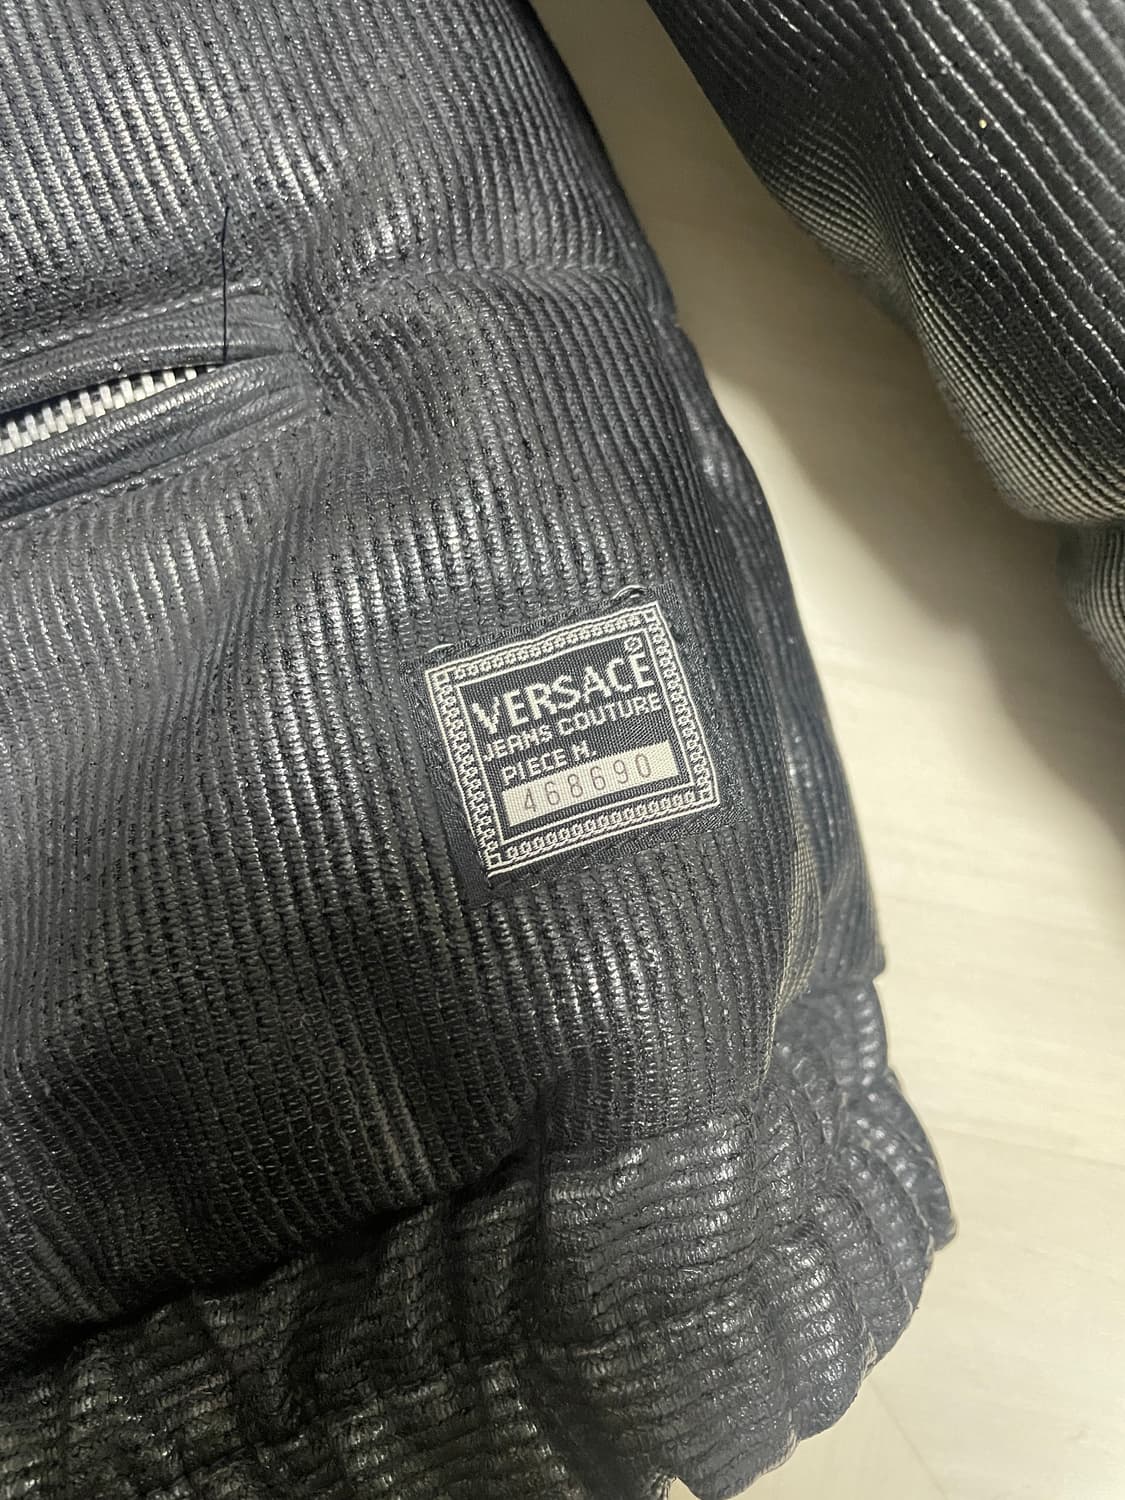 VERSACE
JEANS COUTURE
PIECE N.
468690